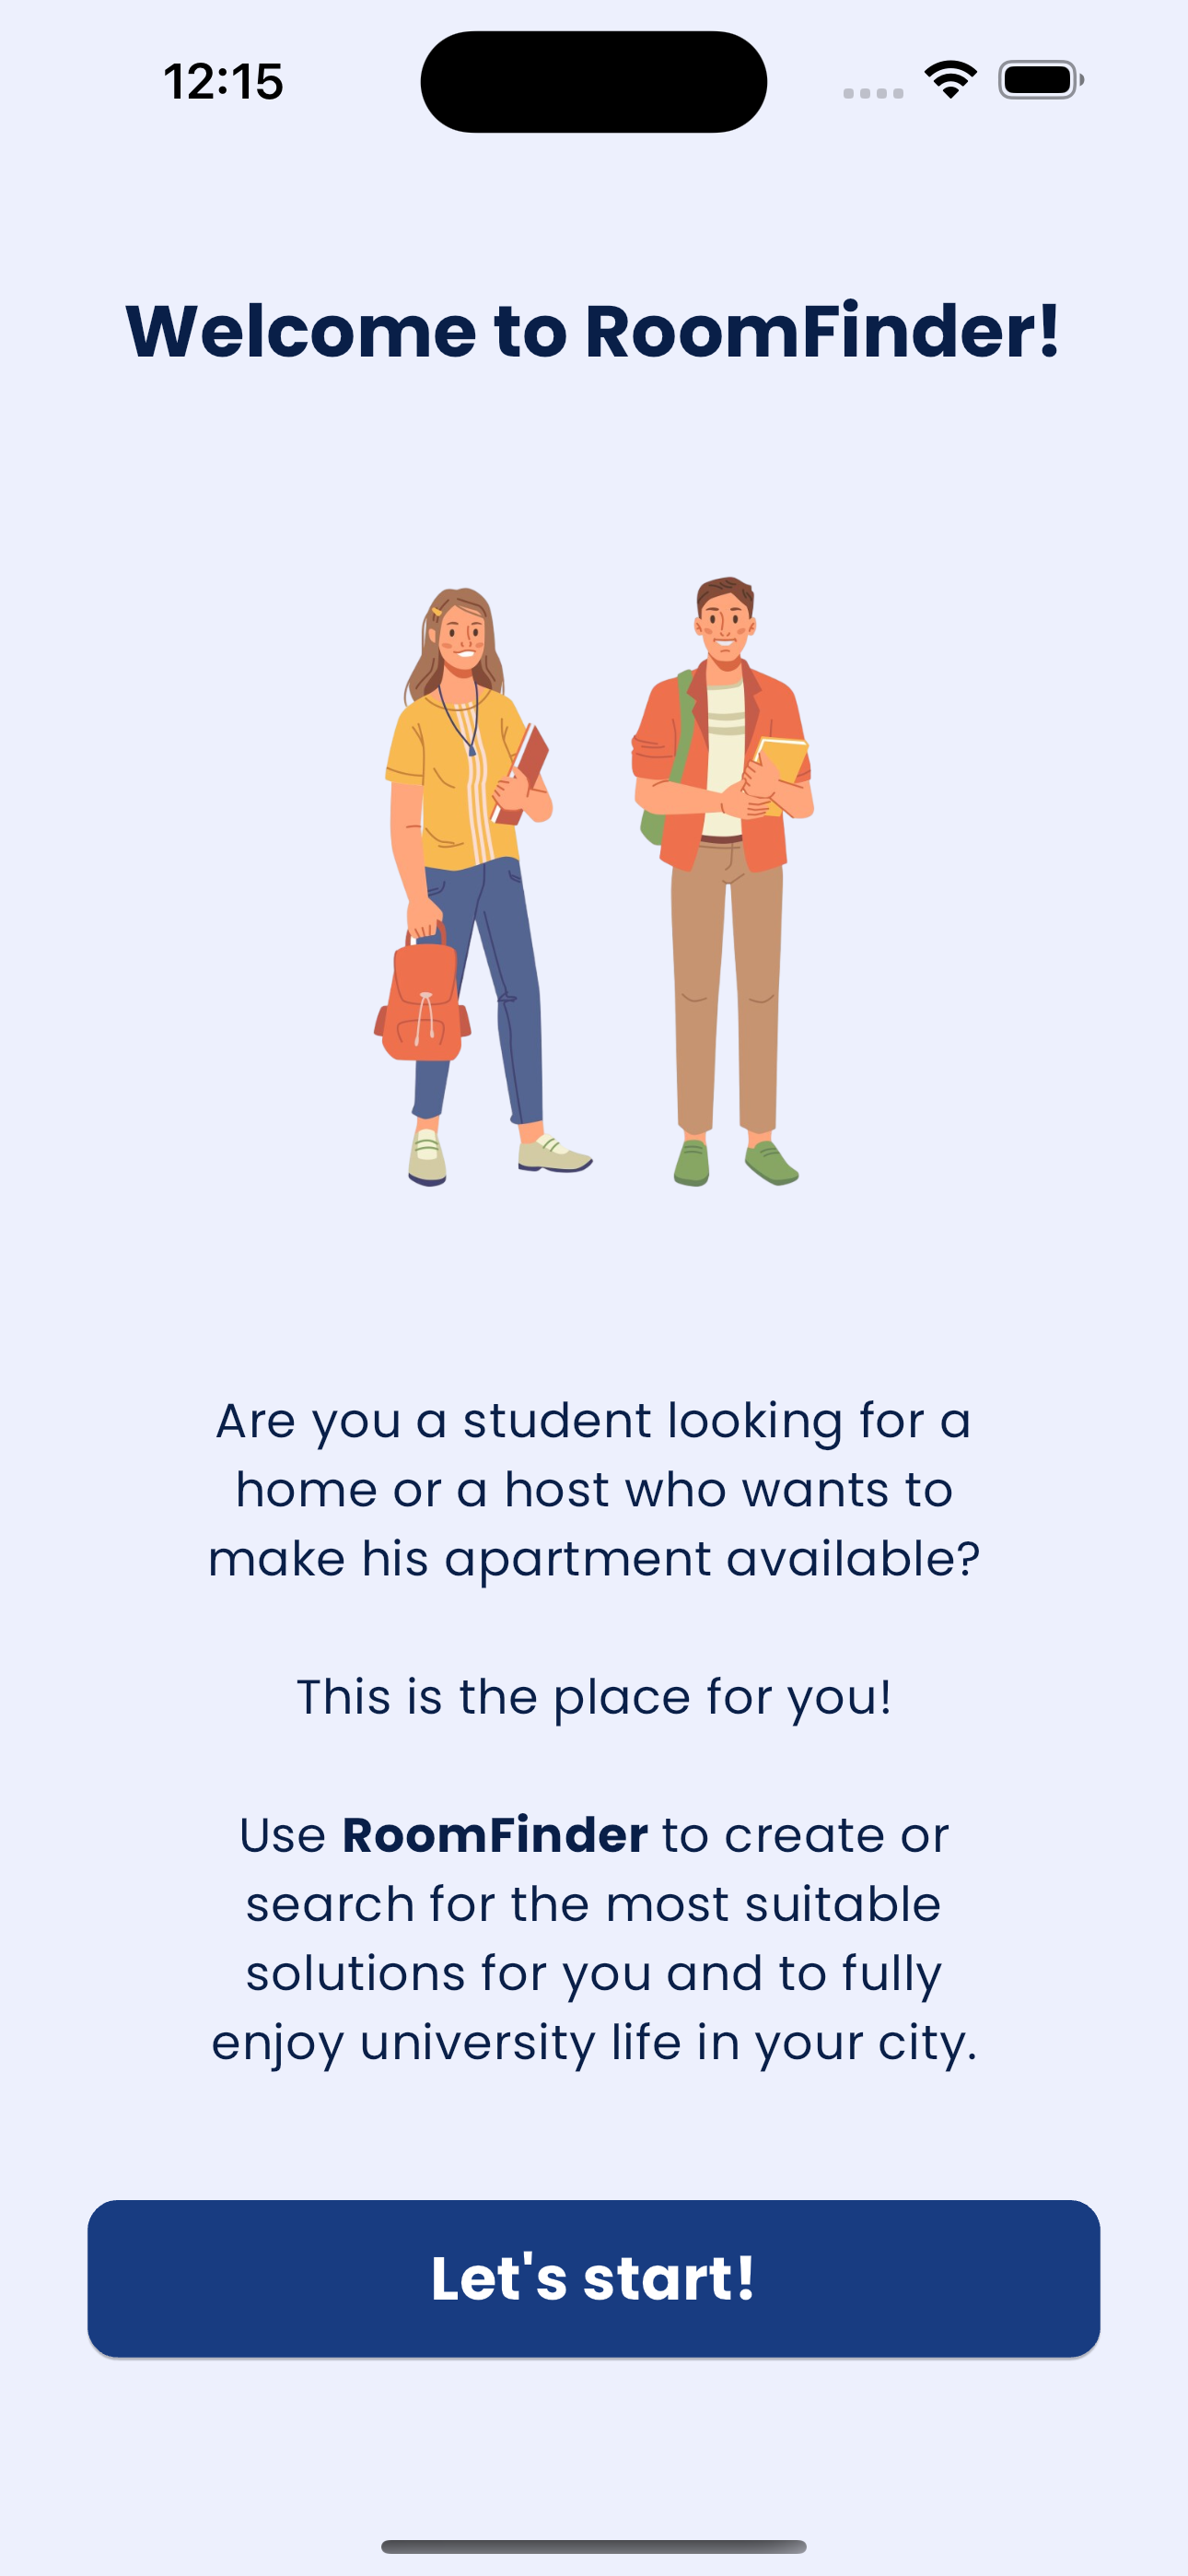 12:15
Welcome to RoomFinder!
Are you a student looking for a
home or a host who wants to
make his apartment available?
This is the place for you!
Use RoomFinder to create or
search for the most suitable
solutions for you and to fully
enjoy university life in your city.
Let's start!